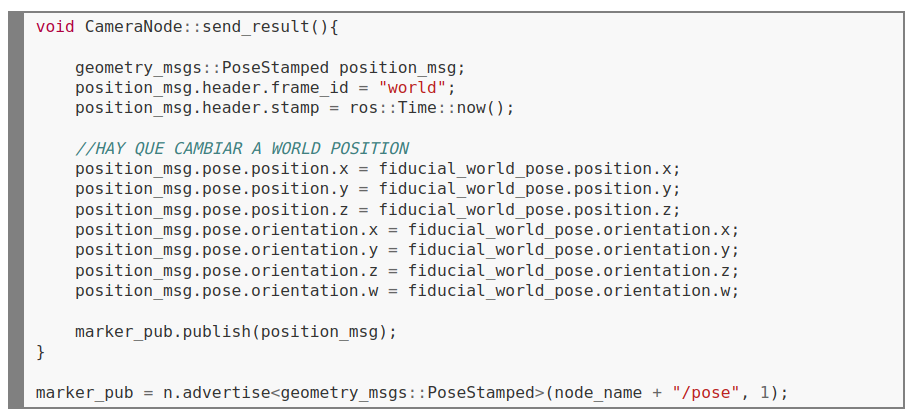 void CameraNode::send_result(){
geometry_msgs::PoseStamped position_msg;
position_msg.header.frame_id = "world";
position_msg.header.stamp = ros::Time::now();
//HAY QUE CAMBIAR A WORLD POSITION
position_msg.pose.position.x = fiducial_world_pose.position.x;
position_msg.pose.position.y = fiducial_world_pose.position.y;
position_msg.pose.position.z = fiducial_world_pose.position.z;
position_msg.pose.orientation.x = fiducial_world_pose.orientation.x;
position_msg.pose.orientation.y = fiducial_world_pose.orientation.y;
position_msg.pose.orientation.z = fiducial_world_pose.orientation.z;
position_msg.pose.orientation.w = fiducial_world_pose.orientation.w;
marker_pub.publish(position_msg);
}
marker_pub = n.advertise<geometry_msgs::PoseStamped>(node_name + "/pose", 1);